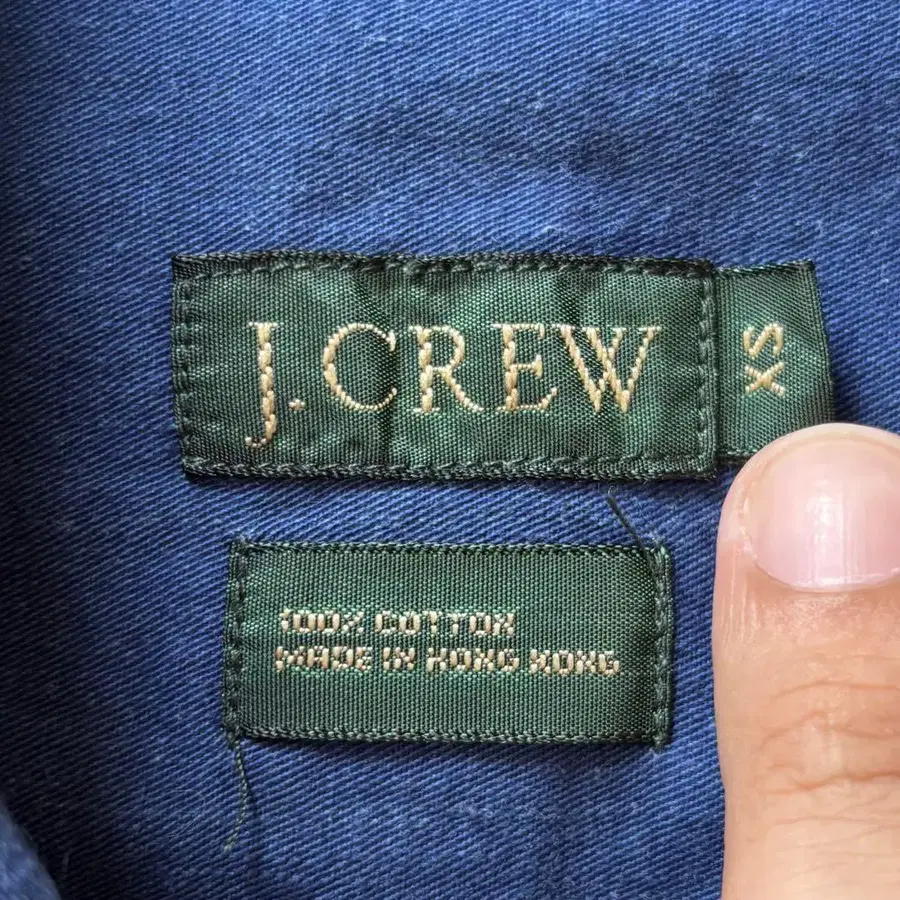 J.CREW
XS
100% COTTON
MADE IN HONG KONG